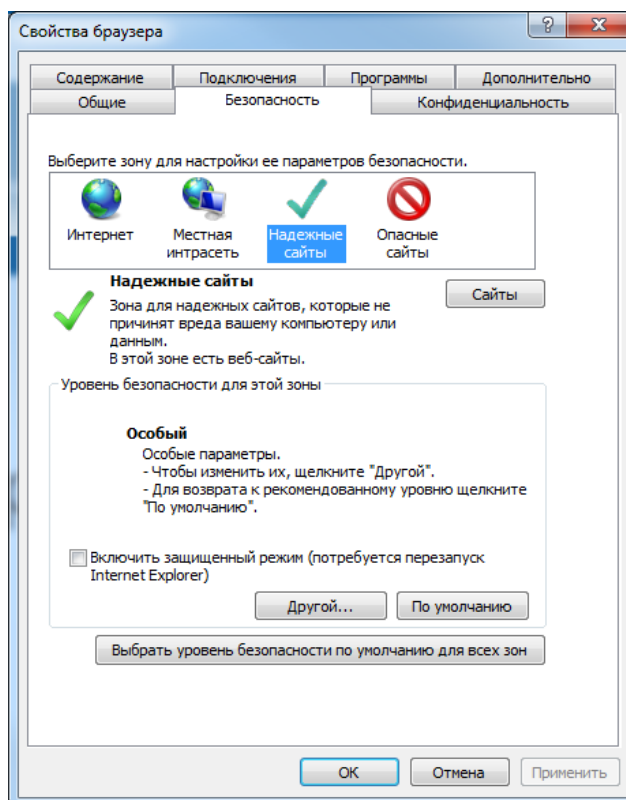 Свойства браузера
Содержание Подключения Программы Дополнительно
Общие Безопасность Конфиденциальность
Выберите зону для настройки ее параметров безопасности.
Интернет Местная интрасеть Надежные сайты Опасные сайты
Надежные сайты
Сайты
Зона для надежных сайтов, которые не
причинят вреда вашему компьютеру или
данным.
В этой зоне есть веб-сайты.
Уровень безопасности для этой зоны
Особый
Особые параметры.
- Чтобы изменить их, щелкните "Другой".
- Для возврата к рекомендованному уровню щелкните
"По умолчанию".
Включить защищенный режим (потребуется перезапуск
Internet Explorer)
Другой... По умолчанию
Выбрать уровень безопасности по умолчанию для всех зон
ОК Отмена Применить